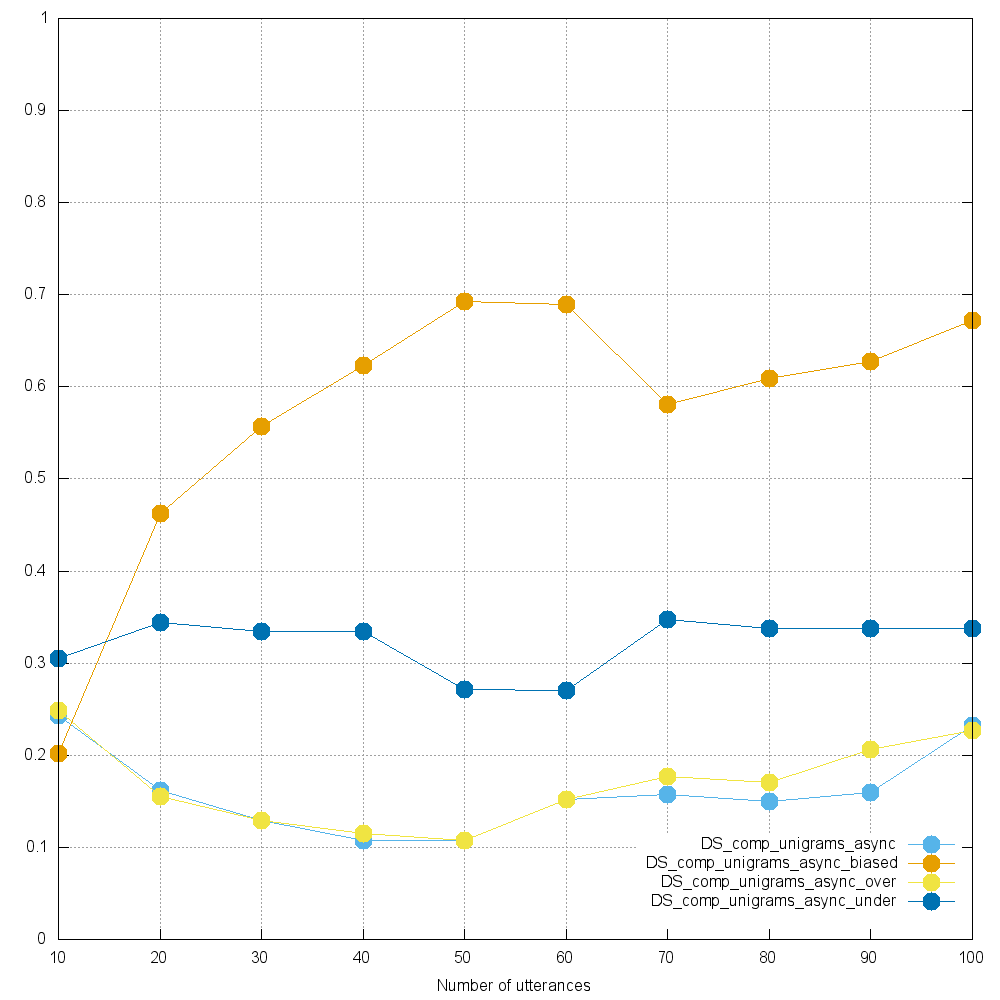 1
0.9
0.8
0.7
0.6
0.5
0.4
0.3
0.2
0.1
0
DS_comp_unigrams_async
DS_comp_unigrams_async_biased
DS_comp_unigrams_async_over
DS_comp_unigrams_async_under
10 20 30 40 50 60 70 80 90 100
Number of utterances